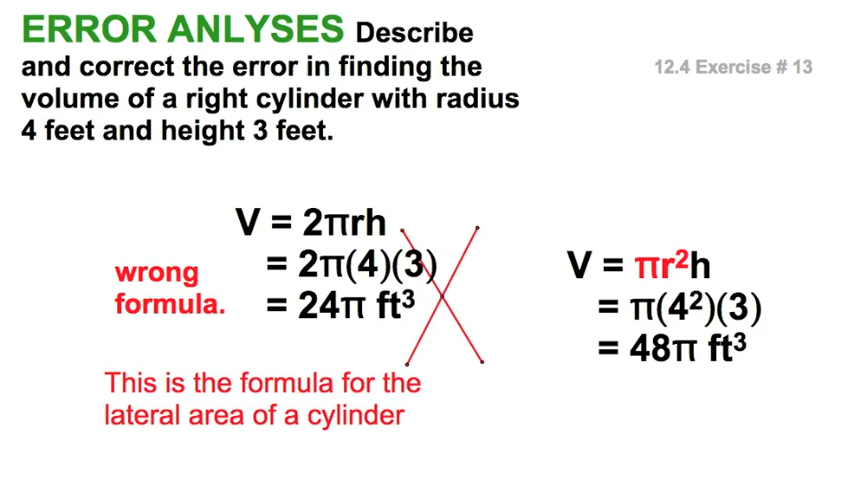 ERROR ANLYSES Describe
and correct the error in finding the
volume of a right cylinder with radius
4 feet and height 3 feet.
12.4 Exercise # 13
V = 2πrh
= 2π(4)(3)
= 24π ft³
wrong
formula.
This is the formula for the
lateral area of a cylinder
V = πr²h
= π(4²)(3)
= 48π ft³